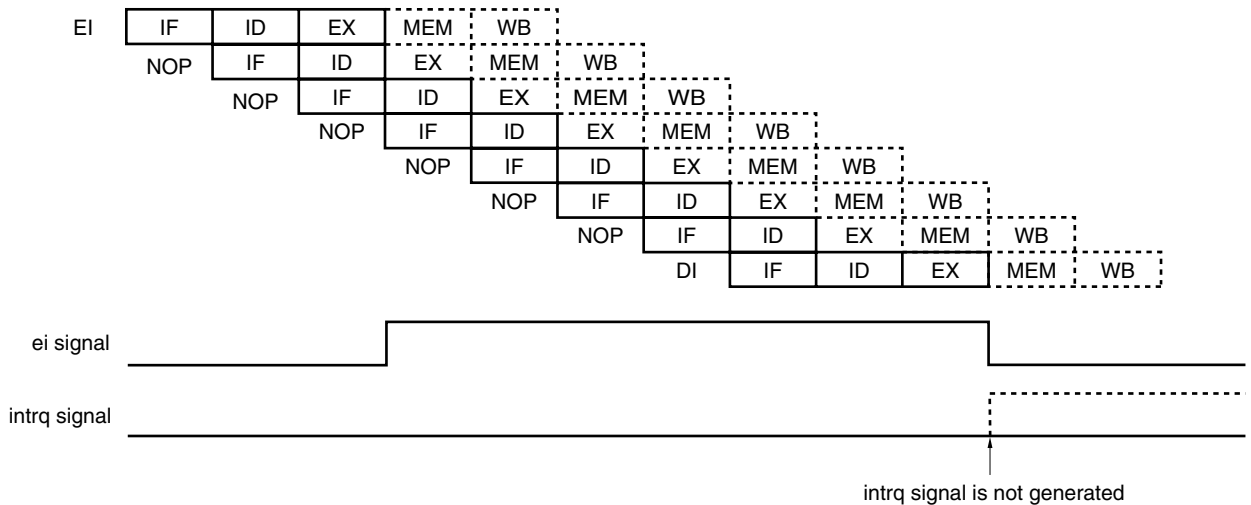 EI IF ID EX MEM WB
NOP IF ID EX MEM WB
NOP IF ID EX MEM WB
NOP IF ID EX MEM WB
NOP IF ID EX MEM WB
NOP IF ID EX MEM WB
NOP IF ID EX MEM WB
DI IF ID EX MEM WB
ei signal
intrq signal
intrq signal is not generated